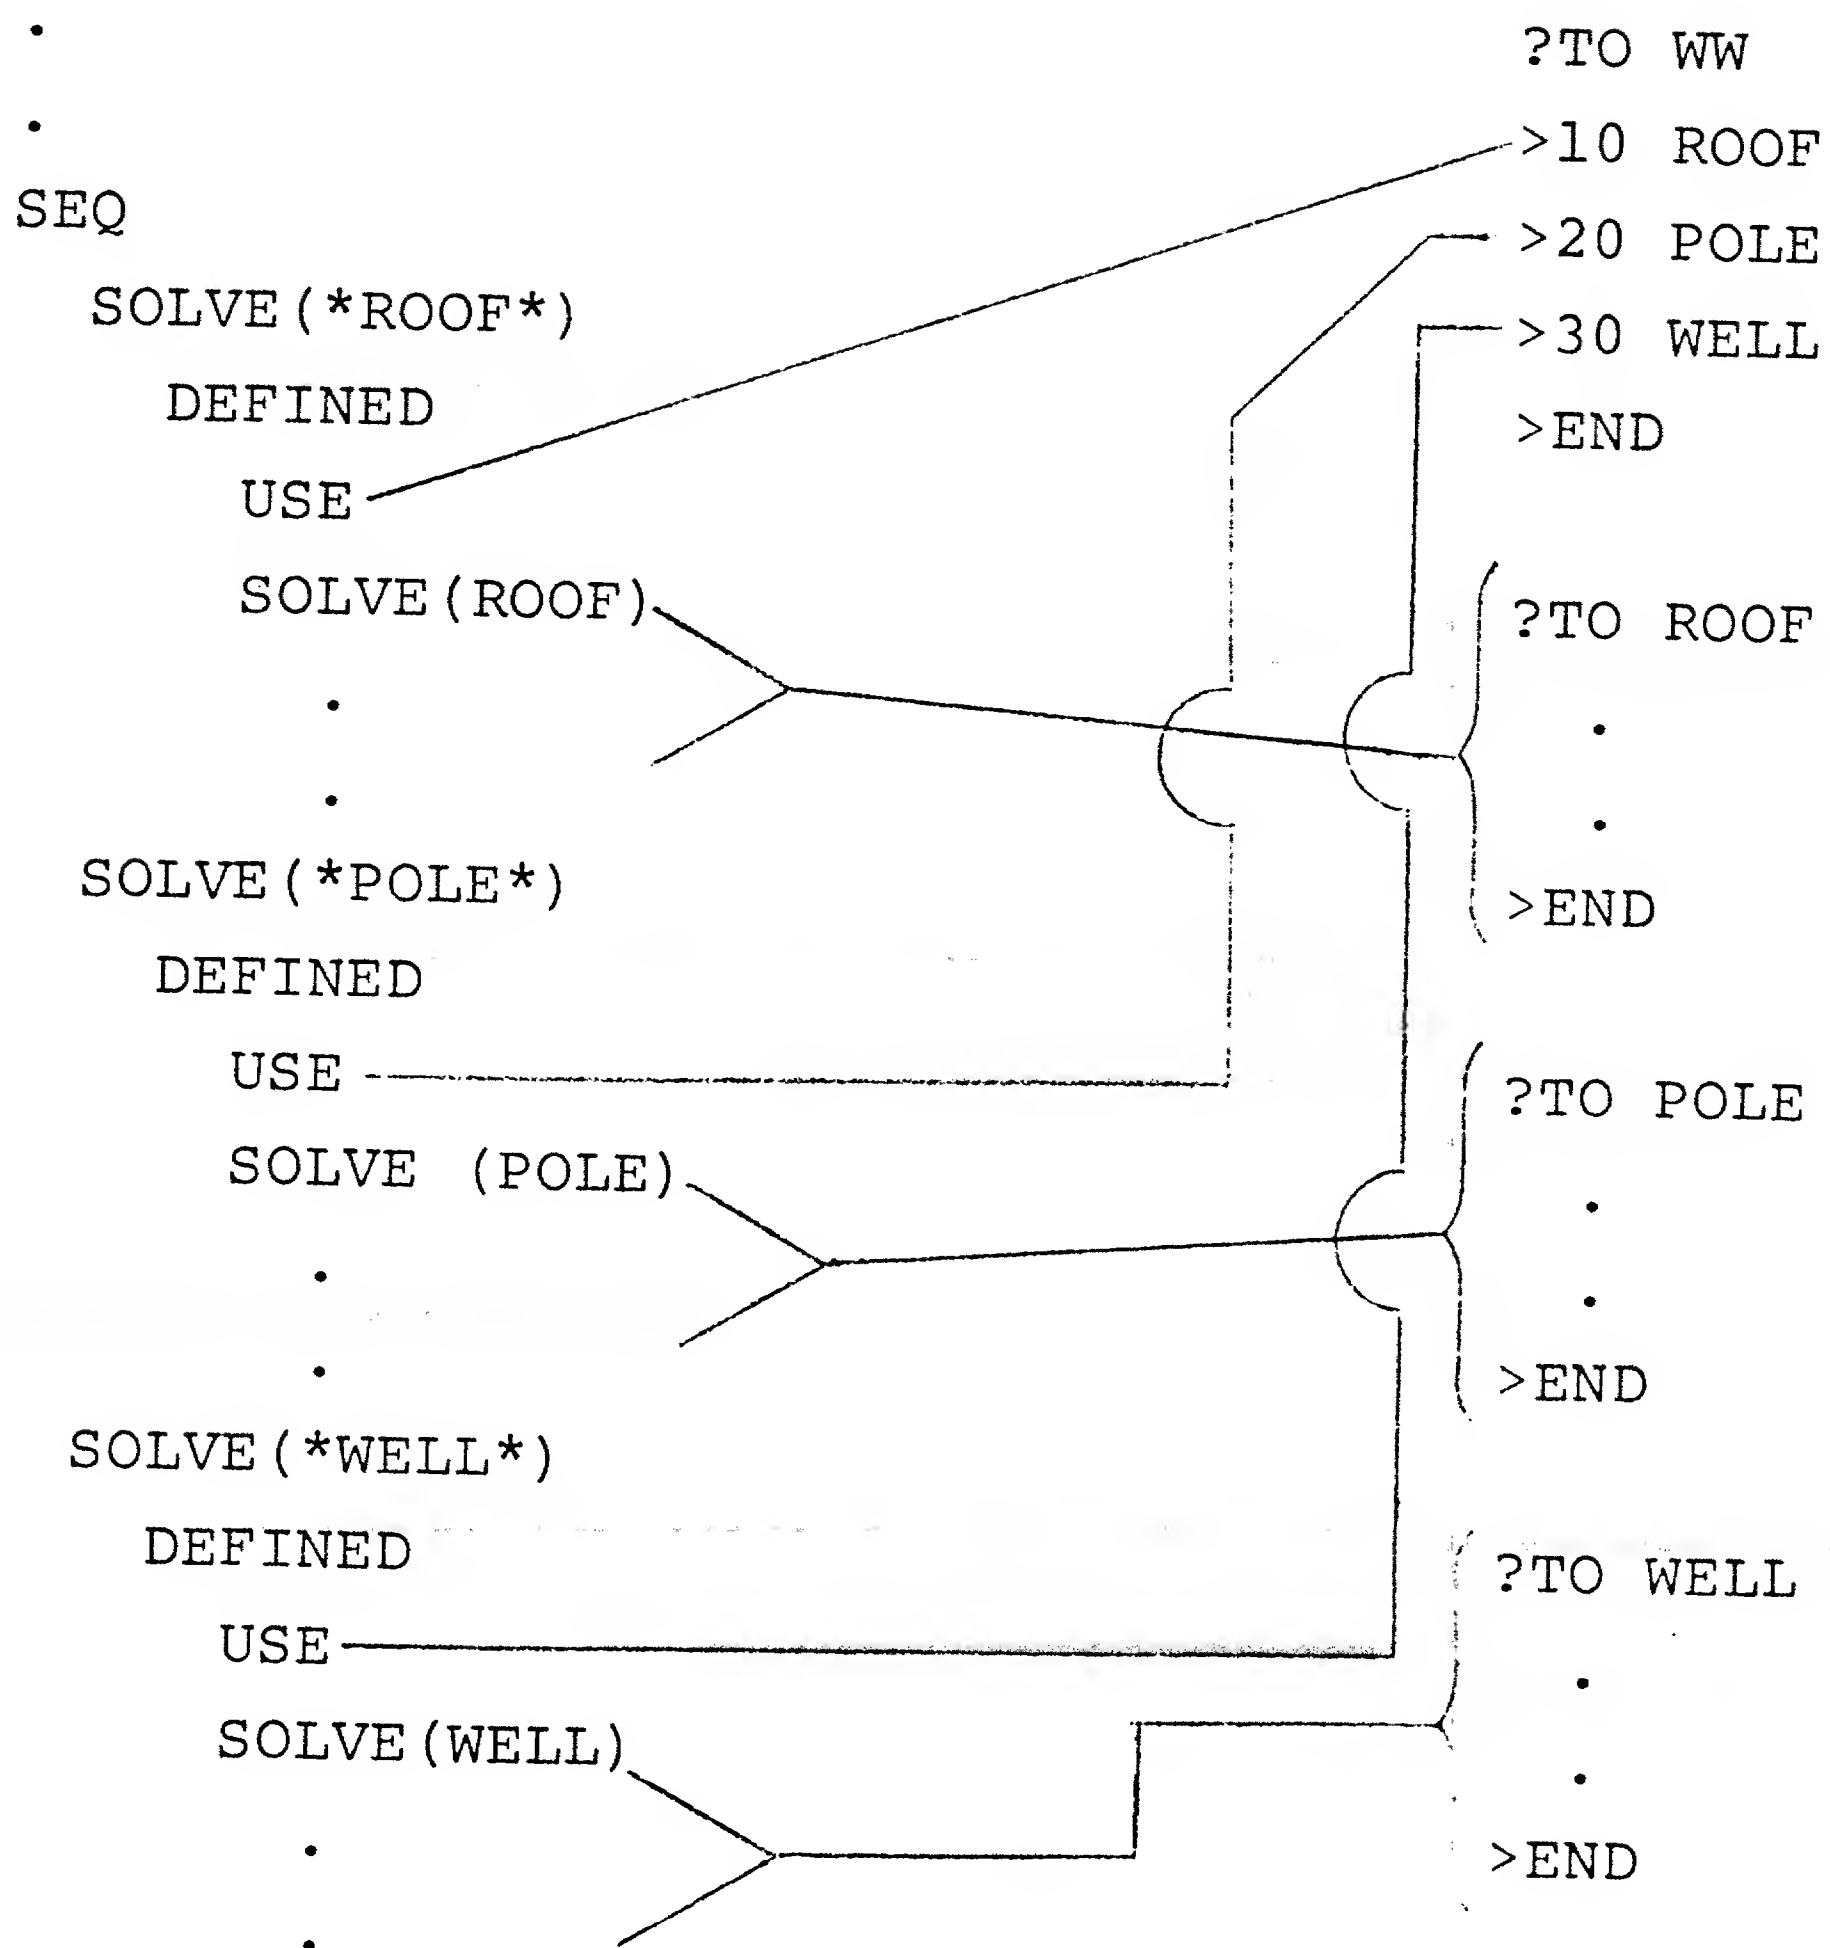 SEQ
SOLVE(*ROOF*)
DEFINED
USE
SOLVE(ROOF)
.
.
SOLVE(*POLE*)
DEFINED
USE
SOLVE (POLE)
.
.
SOLVE(*WELL*)
DEFINED
USE
SOLVE(WELL)
.
.
?TO WW
>10 ROOF
>20 POLE
>30 WELL
>END
?TO ROOF
.
.
>END
?TO POLE
.
.
>END
?TO WELL
.
.
>END